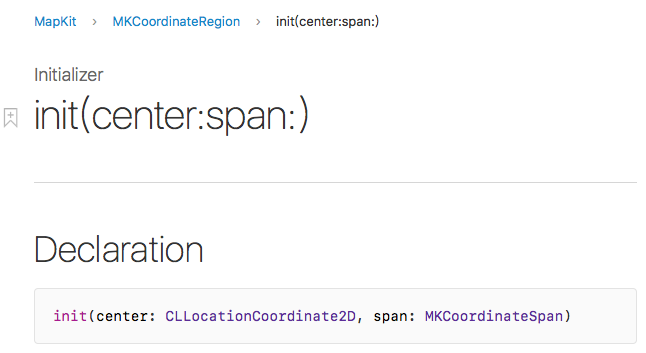 MapKit > MKCoordinateRegion > init(center:span:)
Initializer
init(center:span:)
Declaration
init(center: CLLocationCoordinate2D, span: MKCoordinateSpan)